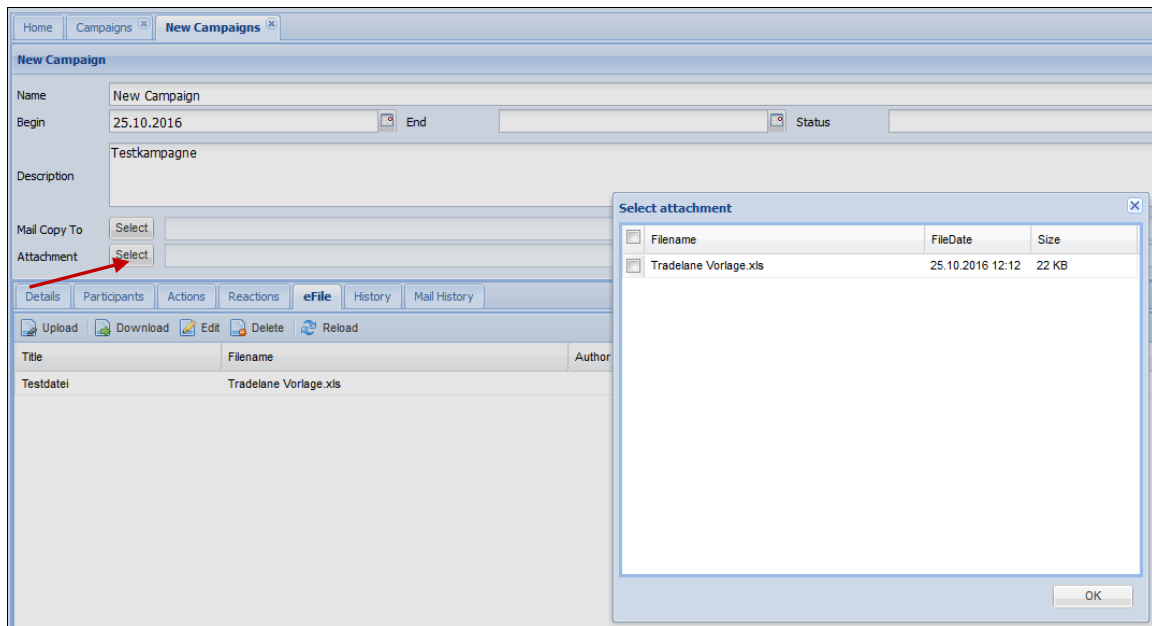 Home Campaigns New Campaigns
New Campaign
Name New Campaign
Begin 25.10.2016 End Status
Description Testkampagne
Mail Copy To Select
Attachment Select
Details Participants Actions Reactions eFile History Mail History
Upload Download Edit Delete Reload
Title Filename Author
Testdatei Tradelane Vorlage.xls
Select attachment
Filename FileDate Size
Tradelane Vorlage.xls 25.10.2016 12:12 22 KB
OK